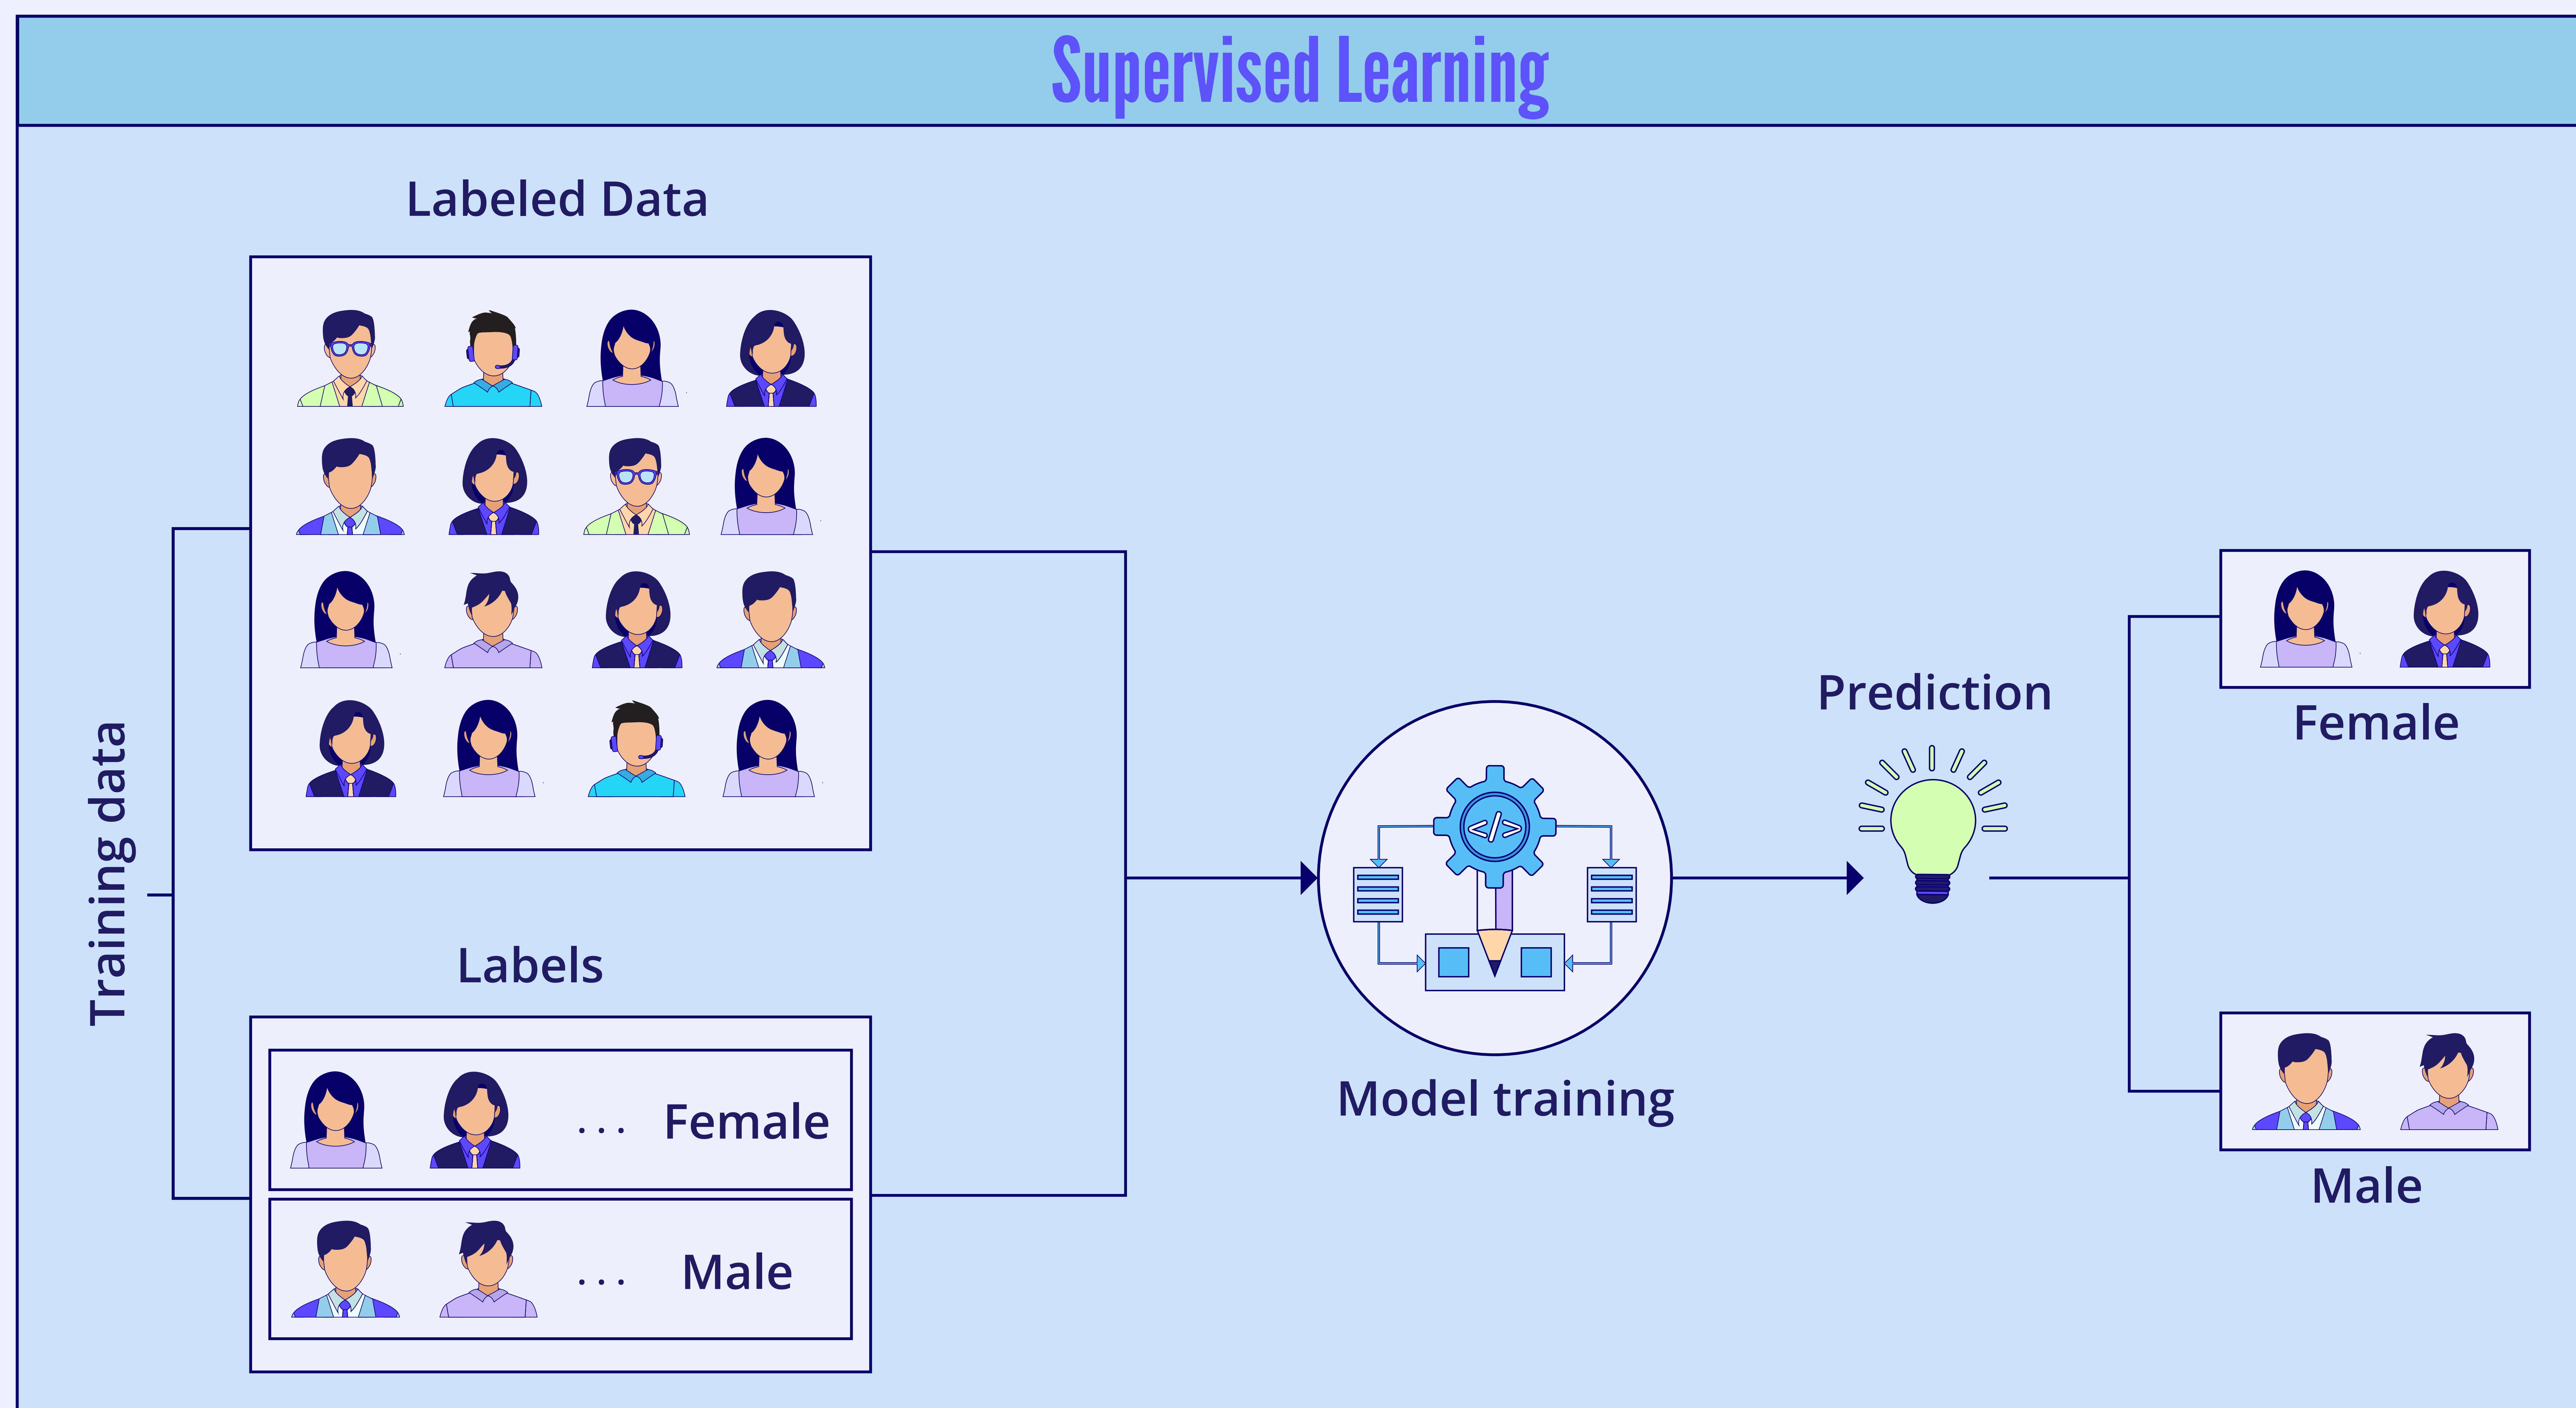 Supervised Learning
Labeled Data
Training data
Labels
. . . Female
. . . Male
</>
Model training
Prediction
Female
Male